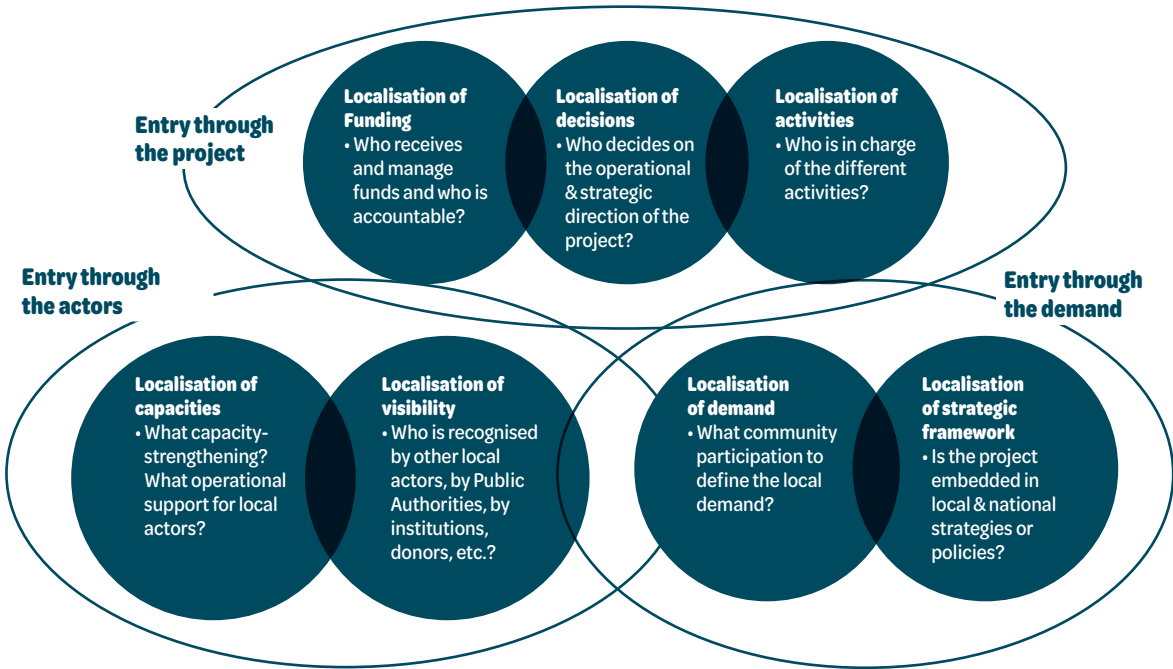 Entry through
the project
Localisation of
Funding
• Who receives
and manage
funds and who is
accountable?
Localisation of
decisions
• Who decides on
the operational
& strategic
direction of the
project?
Localisation of
activities
• Who is in charge
of the different
activities?
Entry through
the actors
Localisation of
capacities
• What capacity-
strengthening?
What operational
support for local
actors?
Localisation of
visibility
• Who is recognised
by other local
actors, by Public
Authorities, by
institutions,
donors, etc.?
Entry through
the demand
Localisation
of demand
• What community
participation to
define the local
demand?
Localisation
of strategic
framework
• Is the project
embedded in
local & national
strategies or
policies?